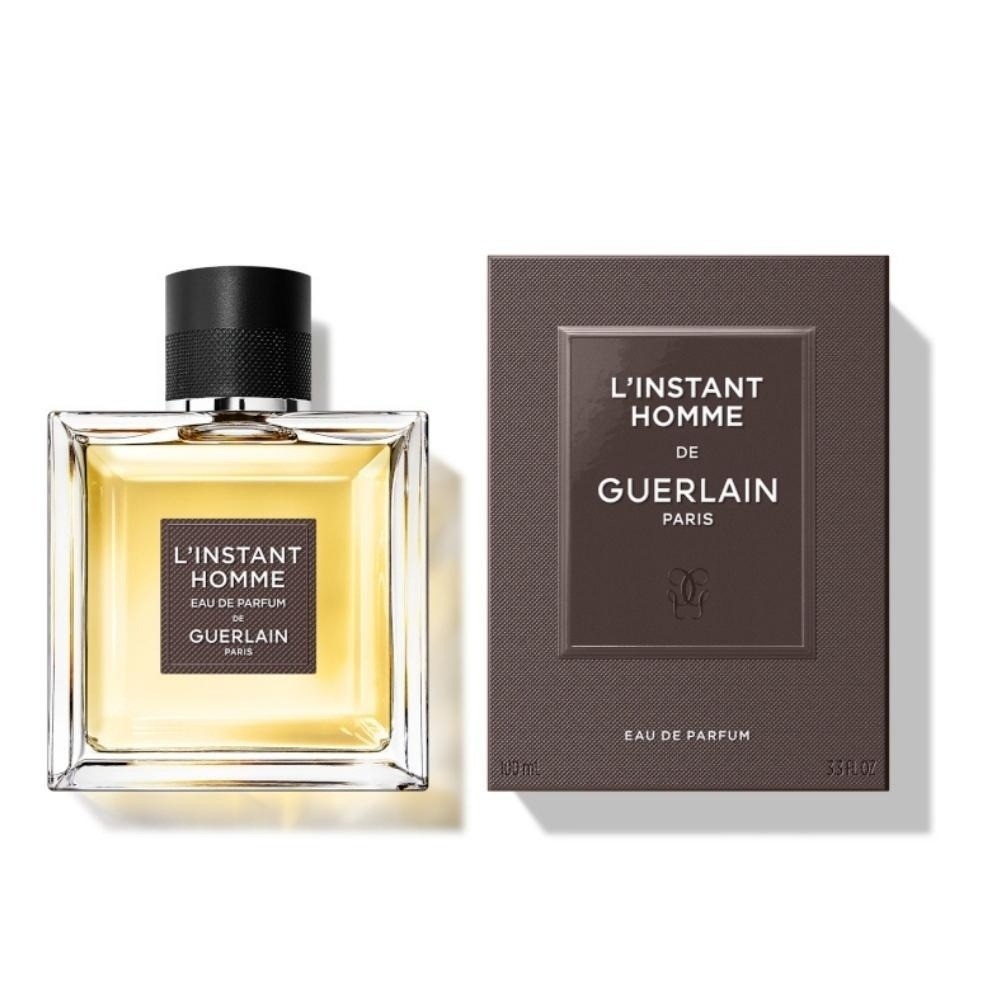 L'INSTANT
HOMME
EAU DE PARFUM
DE
GUERLAIN
PARIS
L'INSTANT
HOMME
DE
GUERLAIN
PARIS
EAU DE PARFUM
100 mL
3.3 FL.OZ